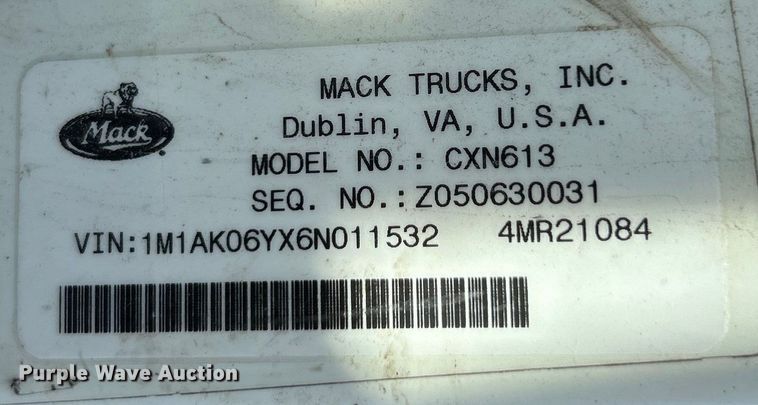 Mack
MACK TRUCKS, INC.
Dublin, VA, U.S.A.
MODEL NO.: CXN613
SEQ. NO.:Z050630031
VIN:1M1AK06YX6N011532 4MR21084
Purple Wave Auction